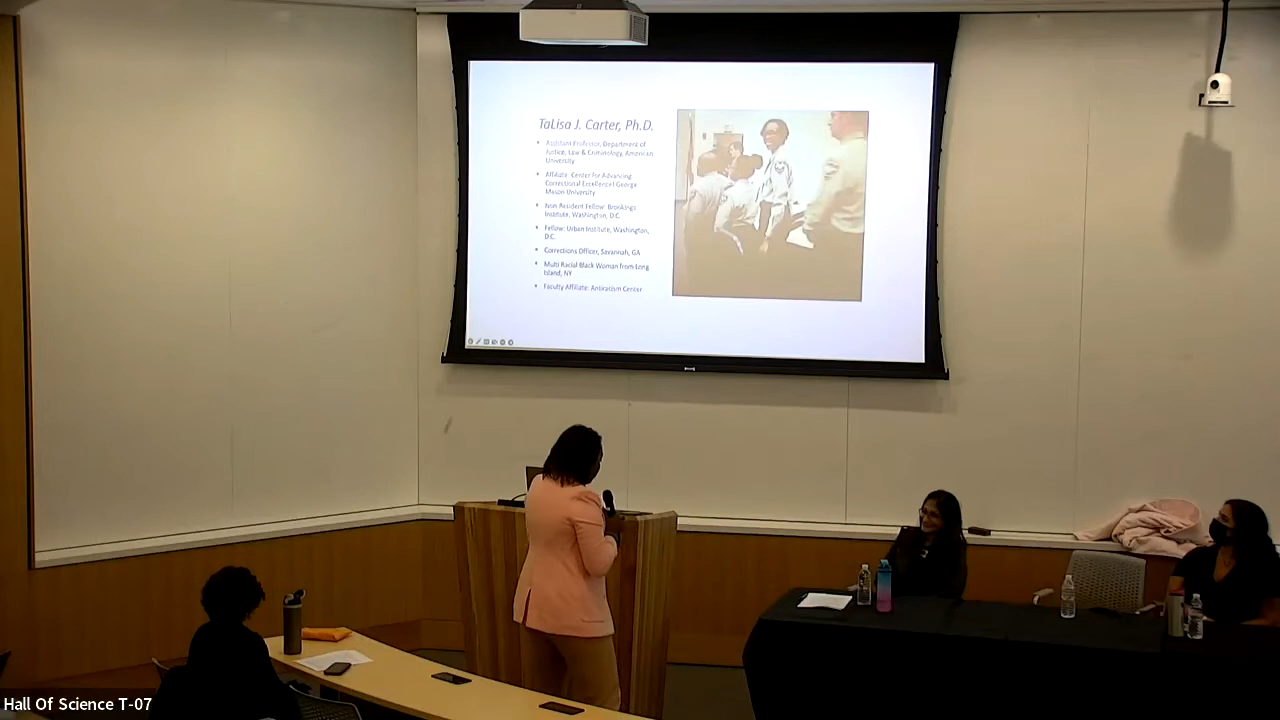 TaLisa J. Carter, Ph.D.
• Assistant Professor, Department of
Justice, Law & Criminology, American
University
• Affiliate: Center for Advancing
Correctional Excellence! George
Mason University
• Non-Resident Fellow: Brookings
Institute, Washington, D.C.
• Fellow: Urban Institute, Washington,
D.C.
• Corrections Officer, Savannah, GA
• Multi Racial Black Woman from Long
Island, NY
• Faculty Affiliate: Antiracism Center
Hall Of Science T-07